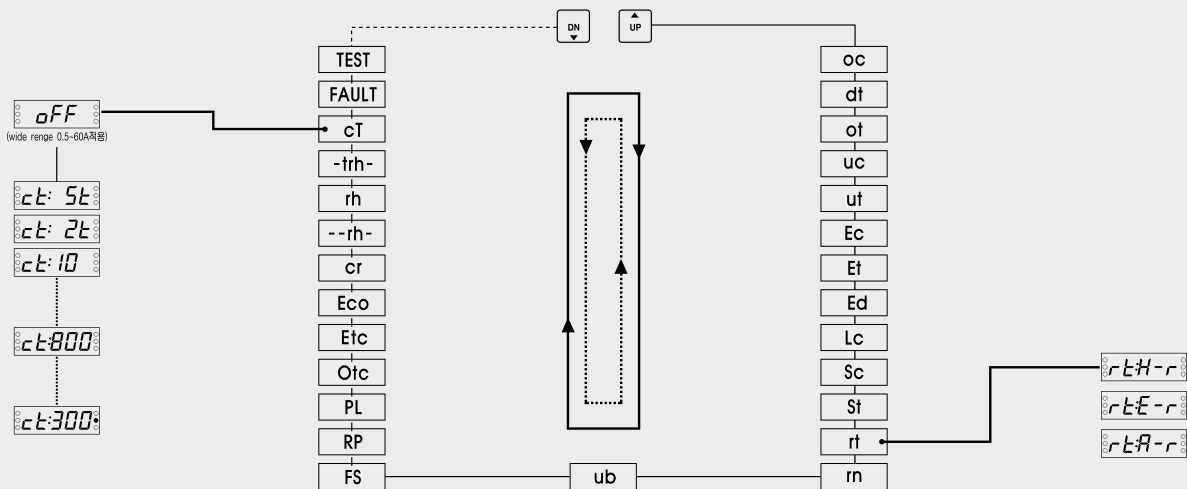 DN
UP
TEST
FAULT
cT
-trh-
rh
--rh-
cr
Eco
Etc
Otc
PL
RP
FS
ub
oc
dt
ot
uc
ut
Ec
Et
Ed
Lc
Sc
St
rt
rn
oFF
(wide renge 0.5~60A적용)
ct: 5t
ct: 2t
ct:10
ct:800
ct:300.
rt:H-r
rt:E-r
rt:A-r